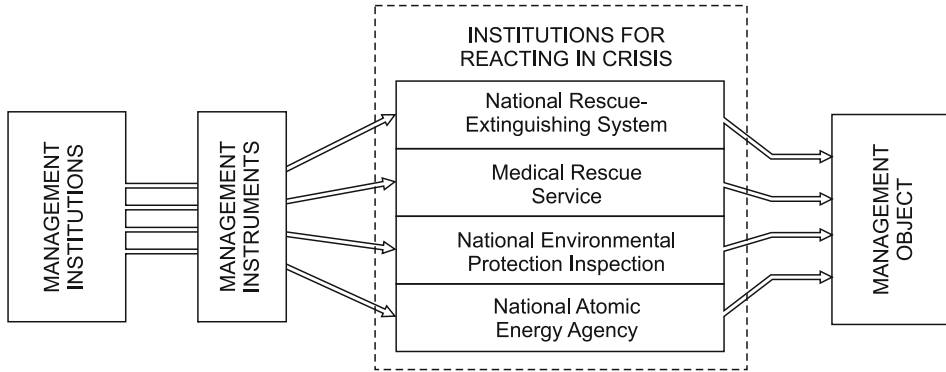 MANAGEMENT
INSTITUTIONS
MANAGEMENT
INSTRUMENTS
INSTITUTIONS FOR
REACTING IN CRISIS
National Rescue-
Extinguishing System
Medical Rescue
Service
National Environmental
Protection Inspection
National Atomic
Energy Agency
MANAGEMENT
OBJECT